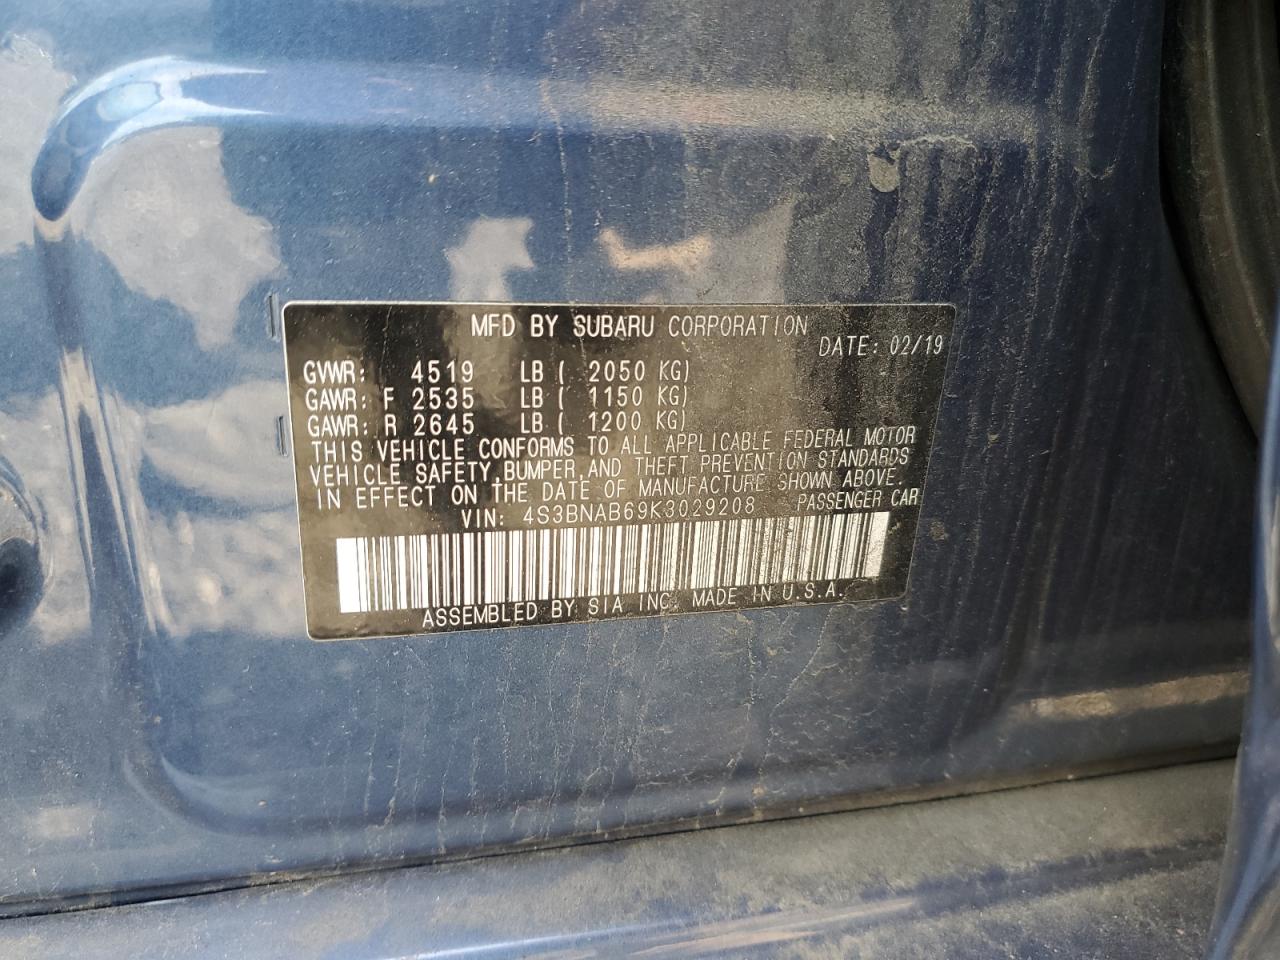 MFD BY SUBARU CORPORATION
DATE: 02/19
GVWR: 4519 LB ( 2050 KG)
GAWR: F 2535 LB ( 1150 KG)
GAWR: R 2645 LB ( 1200 KG)
THIS VEHICLE CONFORMS TO ALL APPLICABLE FEDERAL MOTOR
VEHICLE SAFETY,BUMPER,AND THEFT PREVENTION STANDARDS
IN EFFECT ON THE DATE OF MANUFACTURE SHOWN ABOVE.
VIN: 4S3BNAB69K3029208 PASSENGER CAR
ASSEMBLED BY SIA INC. MADE IN U.S.A.